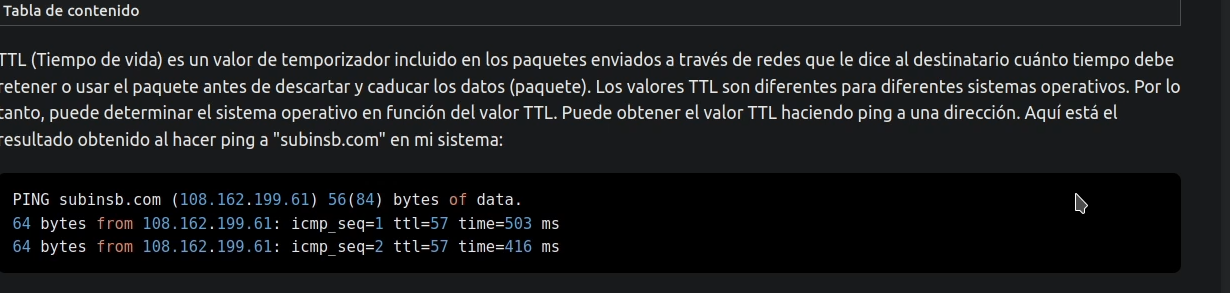 Tabla de contenido
TTL (Tiempo de vida) es un valor de temporizador incluido en los paquetes enviados a través de redes que le dice al destinatario cuánto tiempo debe
retener o usar el paquete antes de descartar y caducar los datos (paquete). Los valores TTL son diferentes para diferentes sistemas operativos. Por lo
tanto, puede determinar el sistema operativo en función del valor TTL. Puede obtener el valor TTL haciendo ping a una dirección. Aquí está el
resultado obtenido al hacer ping a "subinsb.com" en mi sistema:
PING subinsb.com (108.162.199.61) 56(84) bytes of data.
64 bytes from 108.162.199.61: icmp_seq=1 ttl=57 time=503 ms
64 bytes from 108.162.199.61: icmp_seq=2 ttl=57 time=416 ms